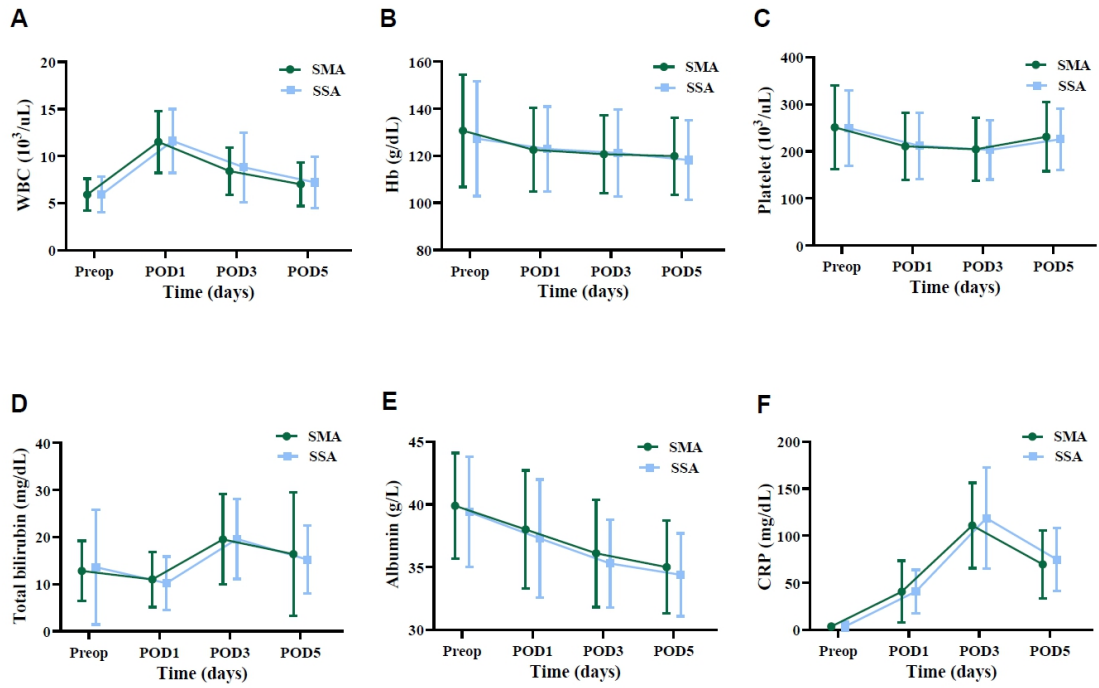 A
WBC (10³/uL)
20
15
10
5
0
SMA
SSA
Preop POD1 POD3 POD5
Time (days)
B
Hb (g/dL)
160
140
120
100
80
SMA
SSA
Preop POD1 POD3 POD5
Time (days)
C
Platelet (10³/uL)
400
300
200
100
0
SMA
SSA
Preop POD1 POD3 POD5
Time (days)
D
Total bilirubin (mg/dL)
40
30
20
10
0
SMA
SSA
Preop POD1 POD3 POD5
Time (days)
E
Albumin (g/L)
45
40
35
30
SMA
SSA
Preop POD1 POD3 POD5
Time (days)
F
CRP (mg/dL)
200
150
100
50
0
SMA
SSA
Preop POD1 POD3 POD5
Time (days)